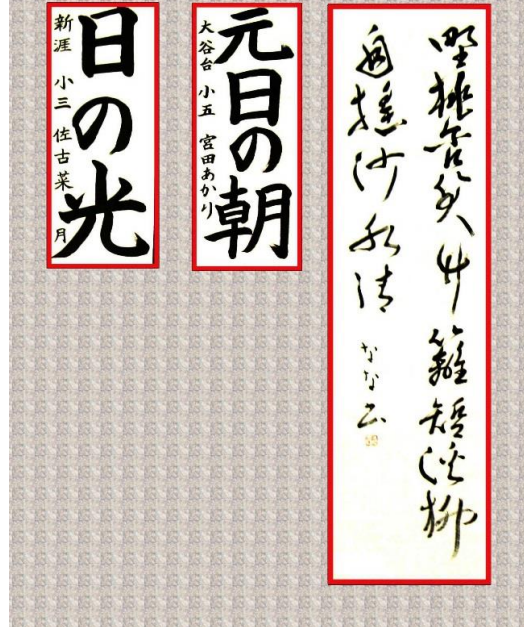 野桃含笑竹籬短溪柳
自搖沙水清
なな
元日の朝
大谷台 小五 宮田あかり
日の光
新涯 小三 佐古菜月